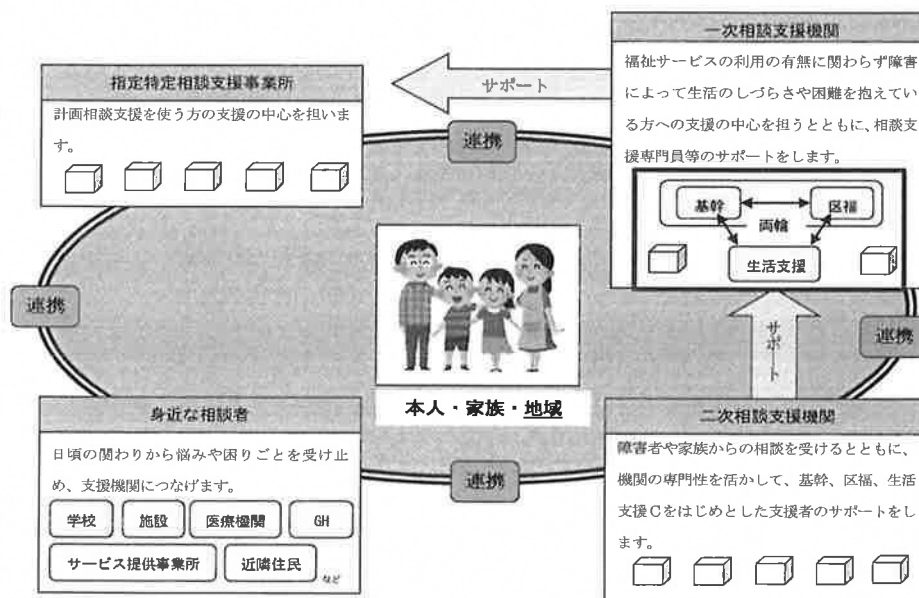 指定特定相談支援事業所
計画相談支援を使う方の支援の中心を担いま
す。
サポート
一次相談支援機関
福祉サービスの利用の有無に関わらず障害
によって生活のしづらさや困難を抱えてい
る方への支援の中心を担うとともに、相談支
援専門員等のサポートをします。
基幹
区福
両輪
生活支援
連携
連携
連携
連携
サポート
本人・家族・地域
身近な相談者
日頃の関わりから悩みや困りごとを受け止
め、支援機関につなげます。
学校
施設
医療機関
GH
サービス提供事業所
近隣住民
など
二次相談支援機関
障害者や家族からの相談を受けるとともに、
機関の専門性を活かして、基幹、区福、生活
支援Cをはじめとした支援者のサポートをし
ます。